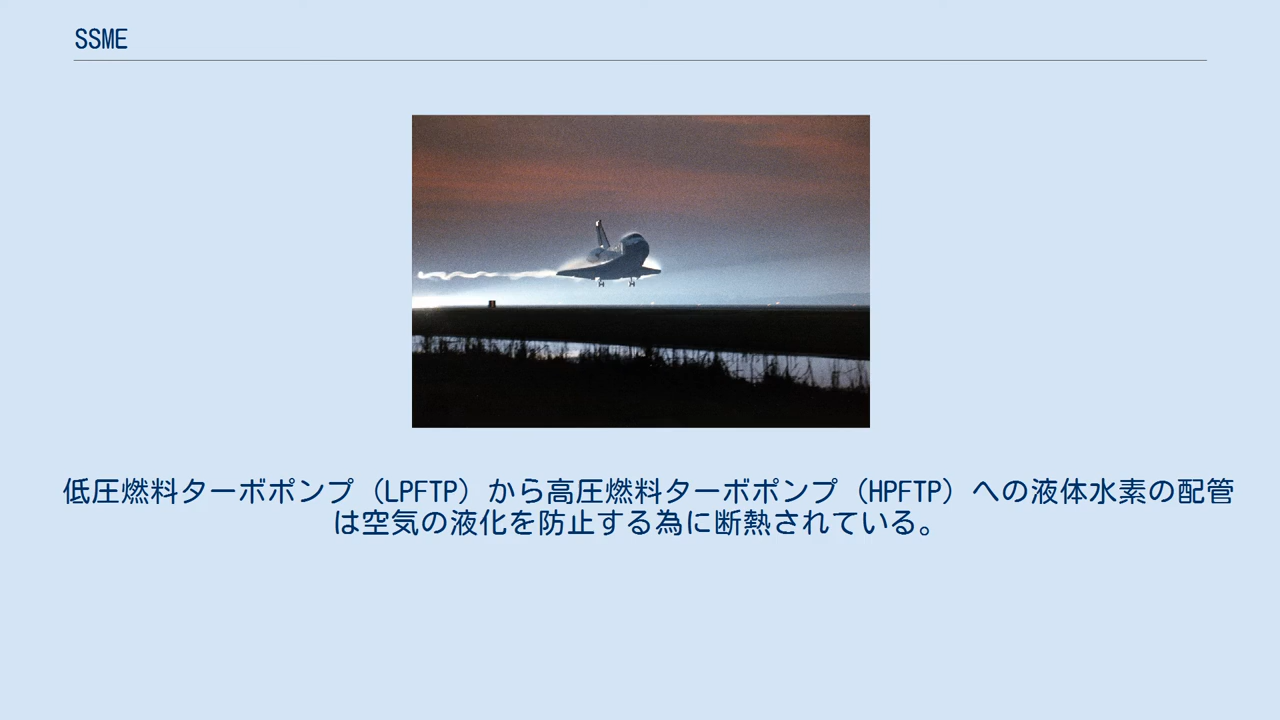 SSME
低圧燃料ターボポンプ（LPFTP）から高圧燃料ターボポンプ（HPFTP）への液体水素の配管
は空気の液化を防止する為に断熱されている。